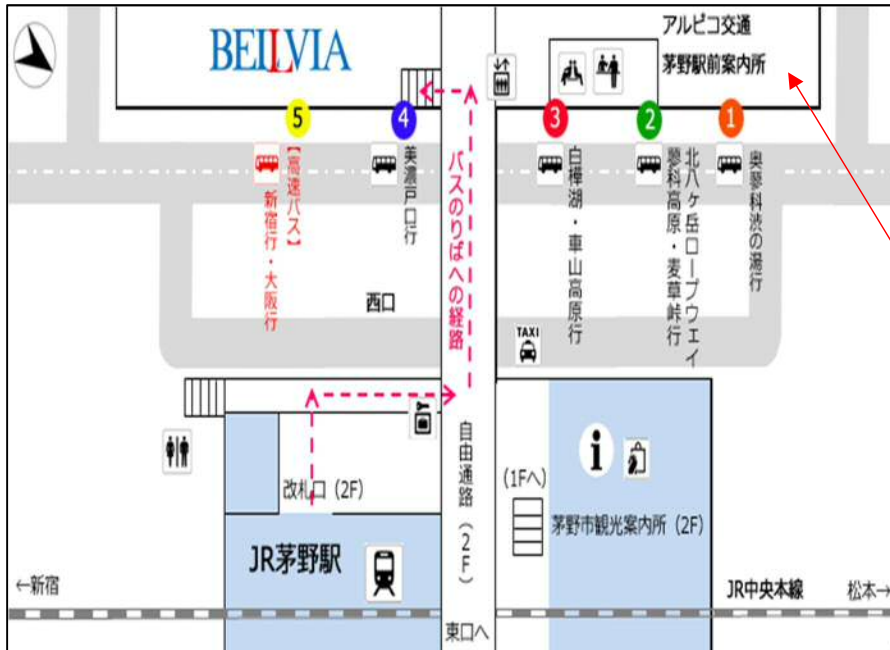 アルピコ交通
茅野駅前案内所
BELLVIA
5
4
3
2
1
【高速バス】
新宿行・大阪行
美濃戸口行
バスのりばへの経路
白樺湖・車山高原行
北八ヶ岳ロープウェイ
蓼科高原・麦草峠行
奥蓼科渋の湯行
西口
TAXI
改札口（2F）
自由通路（2F）
（1Fへ）
i
茅野市観光案内所（2F）
JR茅野駅
←新宿
JR中央本線
松本→
東口へ